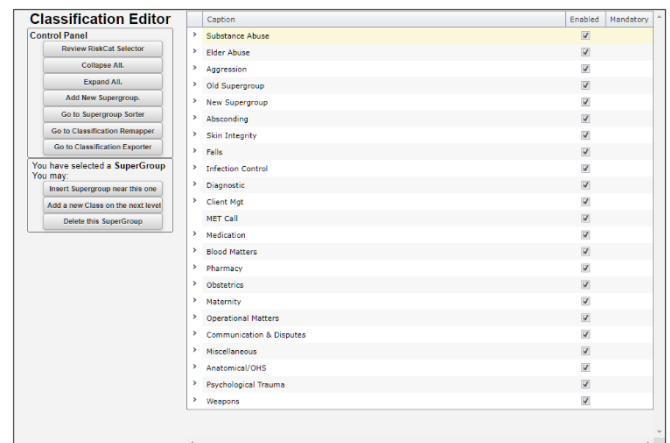 Classification Editor
Control Panel
Review RiskCat Selector
Collapse All.
Expand All.
Add New Supergroup.
Go to Supergroup Sorter
Go to Classification Remapper
Go to Classification Exporter
You have selected a SuperGroup
You may:
Insert Supergroup near this one
Add a new Class on the next level
Delete this SuperGroup
Caption Enabled Mandatory
Substance Abuse
Elder Abuse
Aggression
Old Supergroup
New Supergroup
Absconding
Skin Integrity
Falls
Infection Control
Diagnostic
Client Mgt
MET Call
Medication
Blood Matters
Pharmacy
Obstetrics
Maternity
Operational Matters
Communication & Disputes
Miscellaneous
Anatomical/OHS
Psychological Trauma
Weapons